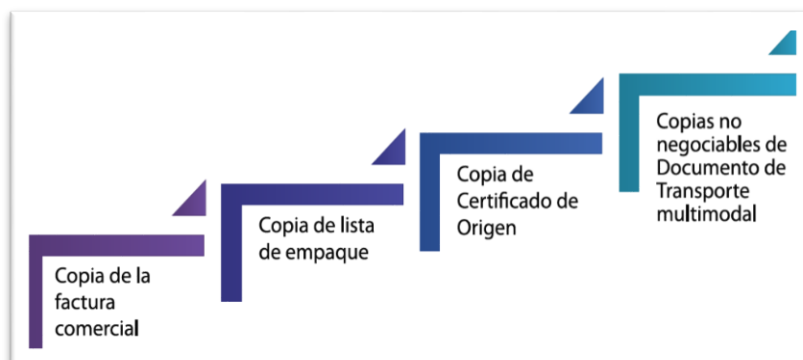 Copia de la
factura
comercial
Copia de lista
de empaque
Copia de
Certificado de
Origen
Copias no
negociables de
Documento de
Transporte
multimodal